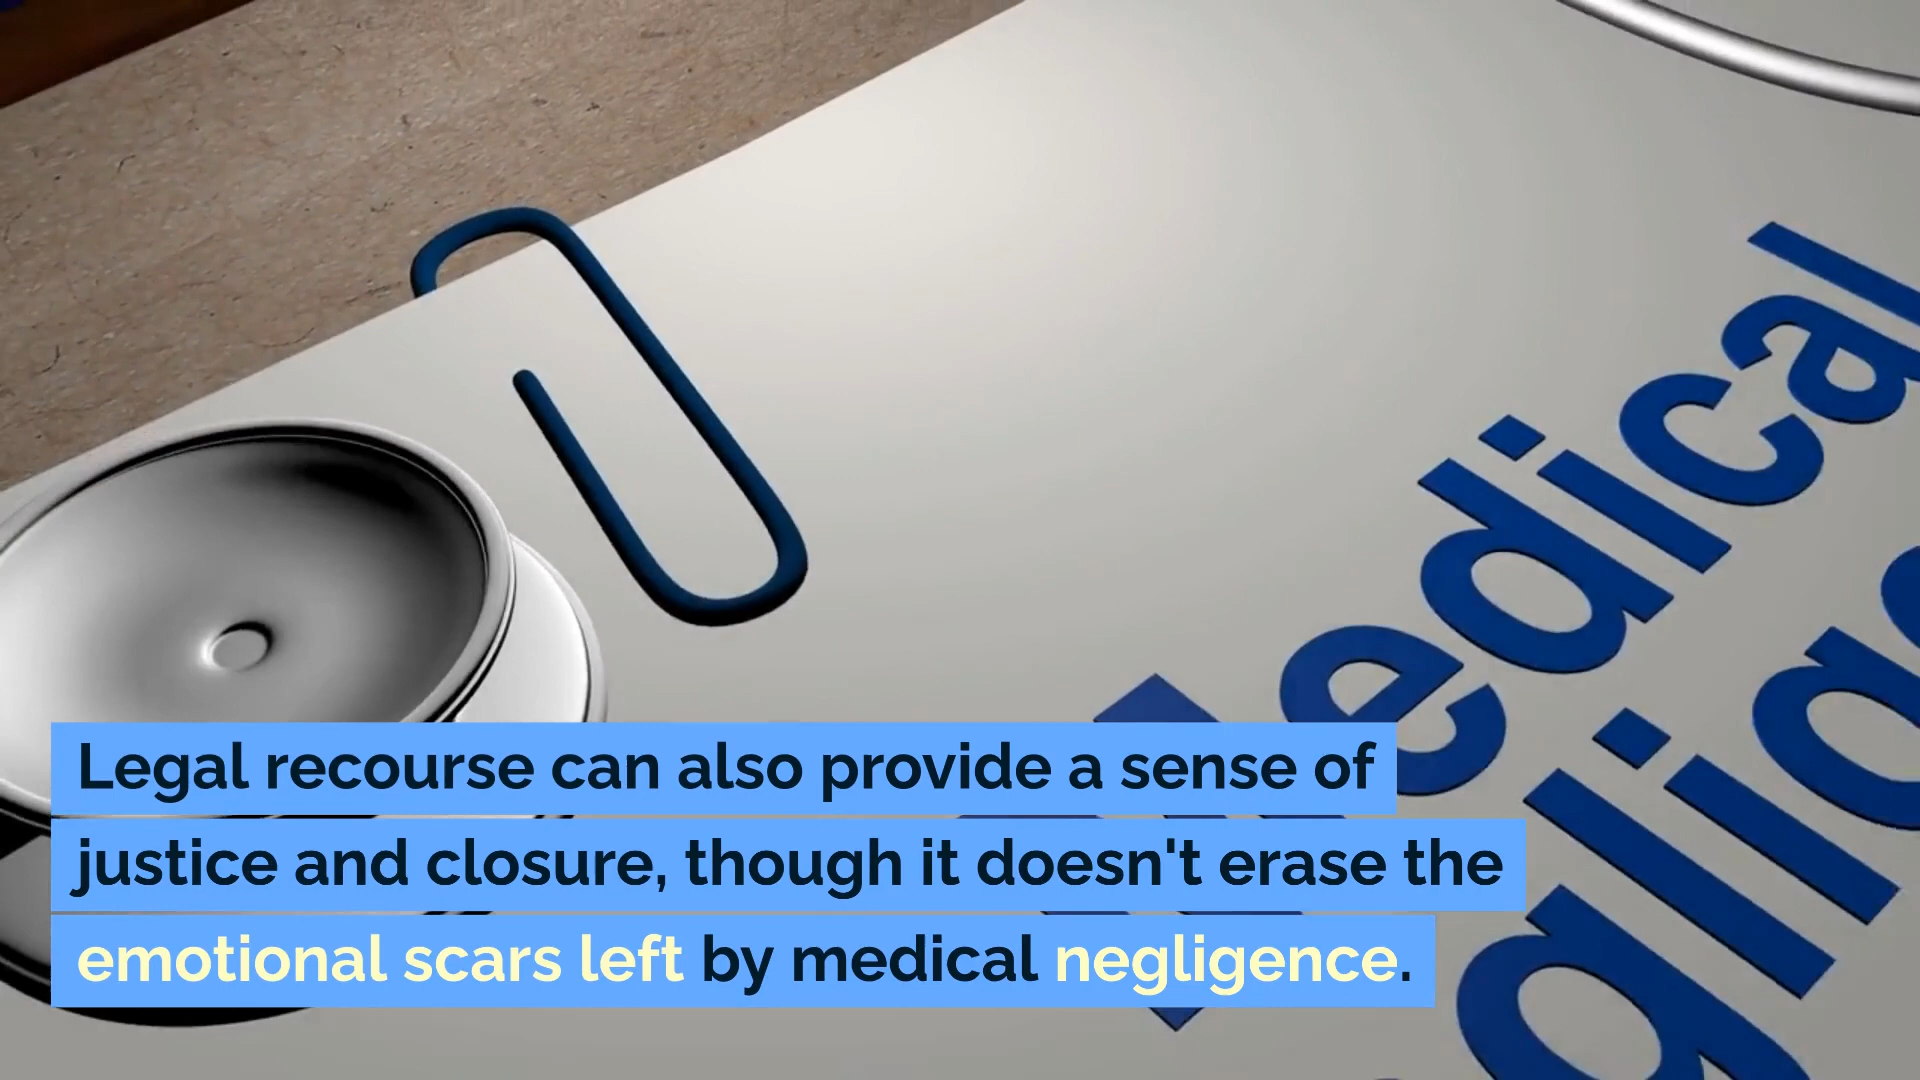 Medical
Legal recourse can also provide a sense of
justice and closure, though it doesn't erase the
emotional scars left by medical negligence.